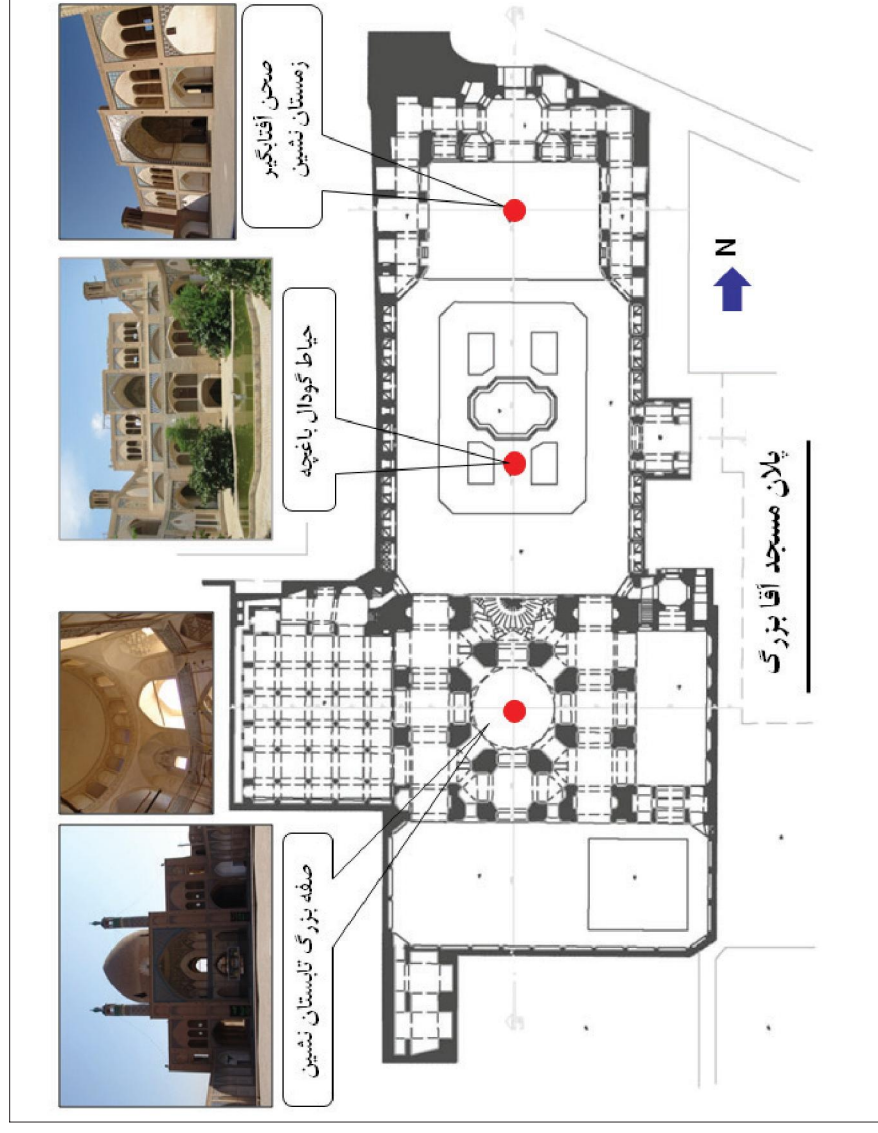 صحن آفتابگیر
زمستان نشین
حیاط گودال باغچه
صفه بزرگ تابستان نشین
N
پلان مسجد آقا بزرگ